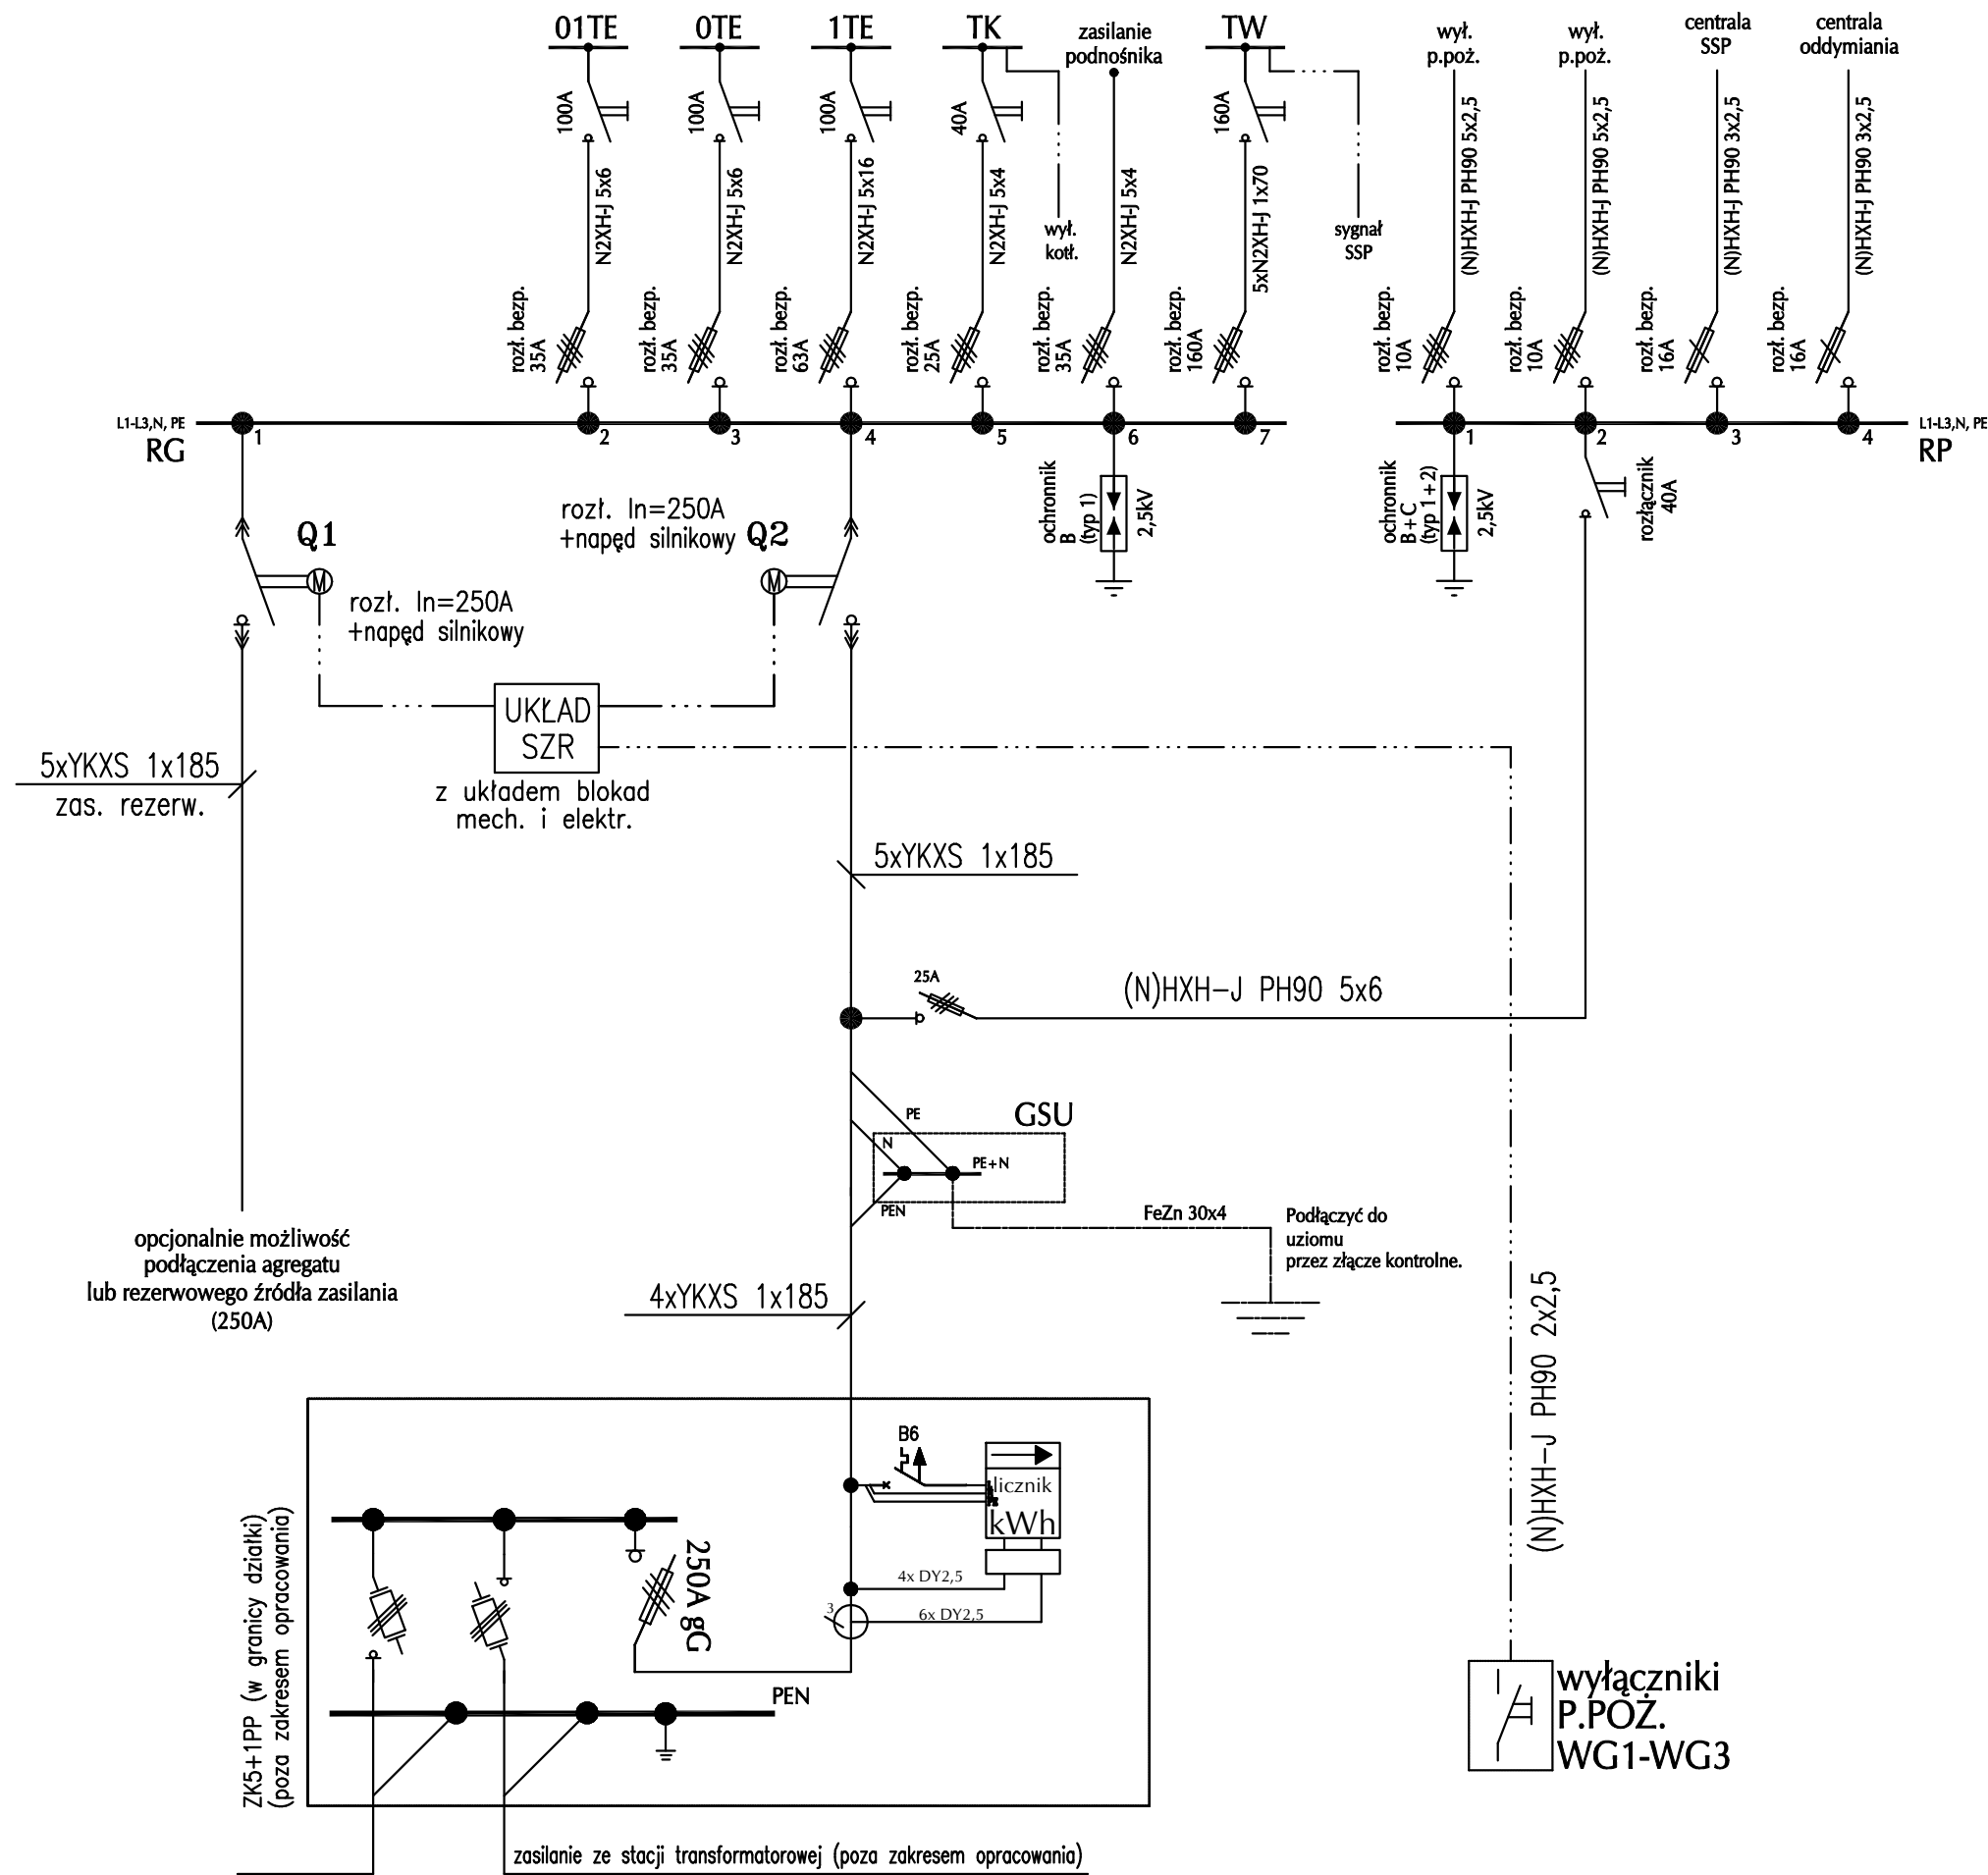 01TE
0TE
1TE
TK
zasilanie
podnośnika
TW
wył.
p.poż.
wył.
p.poż.
centrala
SSP
centrala
oddymiania
100A
100A
100A
40A
160A
N2XH-J 5x6
N2XH-J 5x6
N2XH-J 5x16
N2XH-J 5x4
wył.
kotł.
N2XH-J 5x4
5xN2XH-J 1x70
sygnał
SSP
(N)HXH-J PH90 5x2,5
(N)HXH-J PH90 5x2,5
(N)HXH-J PH90 3x2,5
(N)HXH-J PH90 3x2,5
rozł. bezp.
35A
rozł. bezp.
35A
rozł. bezp.
63A
rozł. bezp.
25A
rozł. bezp.
35A
rozł. bezp.
160A
rozł. bezp.
10A
rozł. bezp.
10A
rozł. bezp.
16A
rozł. bezp.
16A
L1-L3,N, PE
RG
1
2
3
4
5
6
7
1
2
3
4
L1-L3,N, PE
RP
Q1
rozł. In=250A
+napęd silnikowy
rozł. In=250A
+napęd silnikowy
Q2
ochronnik
B
(typ 1)
2,5kV
ochronnik
B+C
(typ 1+2)
2,5kV
rozłącznik
40A
M
M
UKŁAD
SZR
z układem blokad
mech. i elektr.
5xYKXS 1x185
zas. rezerw.
5xYKXS 1x185
25A
(N)HXH-J PH90 5x6
PE
GSU
N
PE+N
PEN
FeZn 30x4
Podłączyć do
uziomu
przez złącze kontrolne.
opcjonalnie możliwość
podłączenia agregatu
lub rezerwowego źródła zasilania
(250A)
4xYKXS 1x185
(N)HXH-J PH90 2x2,5
B6
licznik
kWh
4x DY2,5
3
6x DY2,5
250A gG
PEN
ZK5+1PP (w granicy działki)
(poza zakresem opracowania)
wyłączniki
P.POŻ.
WG1-WG3
zasilanie ze stacji transformatorowej (poza zakresem opracowania)